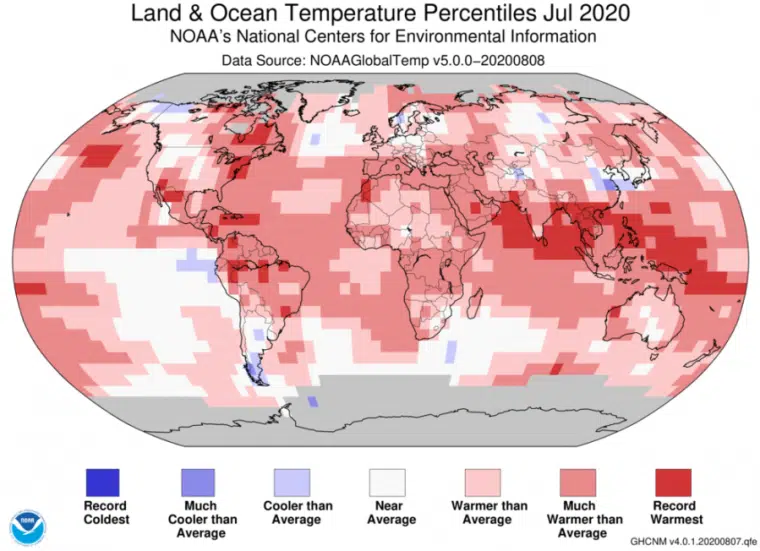 Land & Ocean Temperature Percentiles Jul 2020
NOAA's National Centers for Environmental Information
Data Source: NOAAGlobalTemp v5.0.0−20200808
Record
Coldest
Much
Cooler than
Average
Cooler than
Average
Near
Average
Warmer than
Average
Much
Warmer than
Average
Record
Warmest
NOAA
GHCNM v4.0.1.20200807.qfe